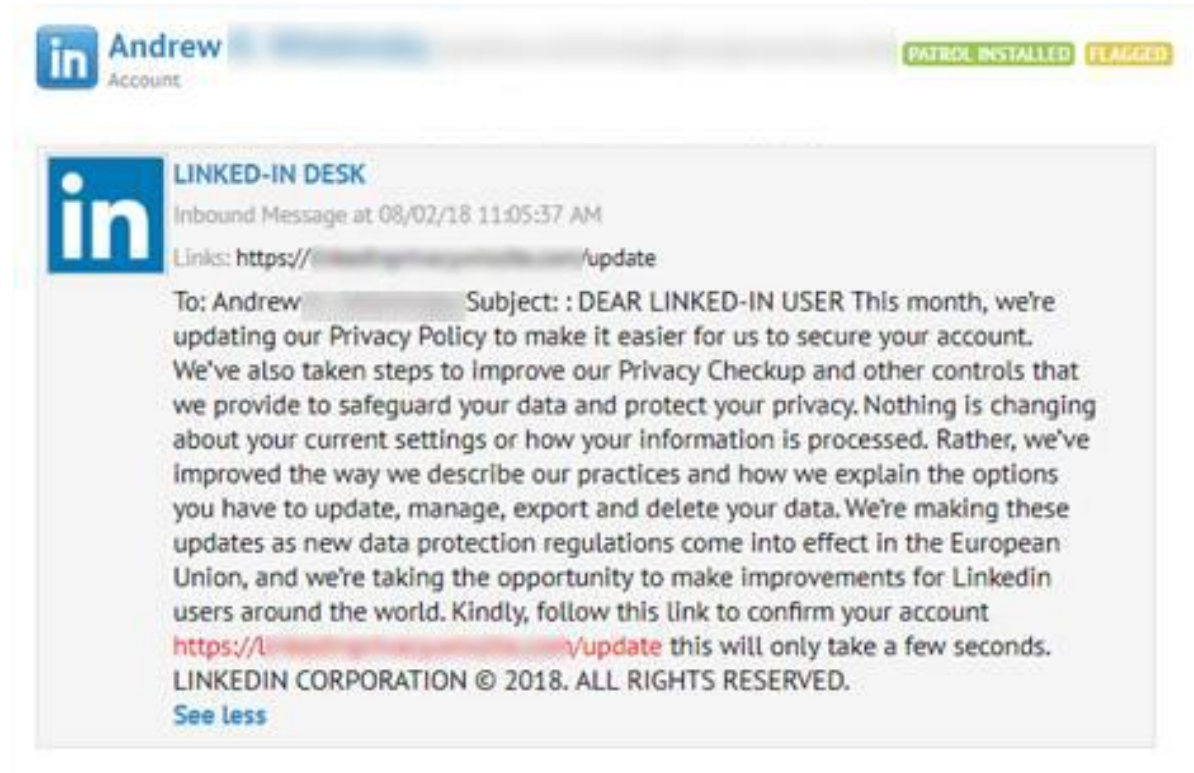 in Andrew
Account
PATROL INSTALLED FLAGGED
in
LINKED-IN DESK
Inbound Message at 08/02/18 11:05:37 AM
Links: https:// /update
To: Andrew Subject: : DEAR LINKED-IN USER This month, we're
updating our Privacy Policy to make it easier for us to secure your account.
We've also taken steps to improve our Privacy Checkup and other controls that
we provide to safeguard your data and protect your privacy. Nothing is changing
about your current settings or how your information is processed. Rather, we've
improved the way we describe our practices and how we explain the options
you have to update, manage, export and delete your data. We're making these
updates as new data protection regulations come into effect in the European
Union, and we're taking the opportunity to make improvements for Linkedin
users around the world. Kindly, follow this link to confirm your account
https://l /update this will only take a few seconds.
LINKEDIN CORPORATION © 2018. ALL RIGHTS RESERVED.
See less